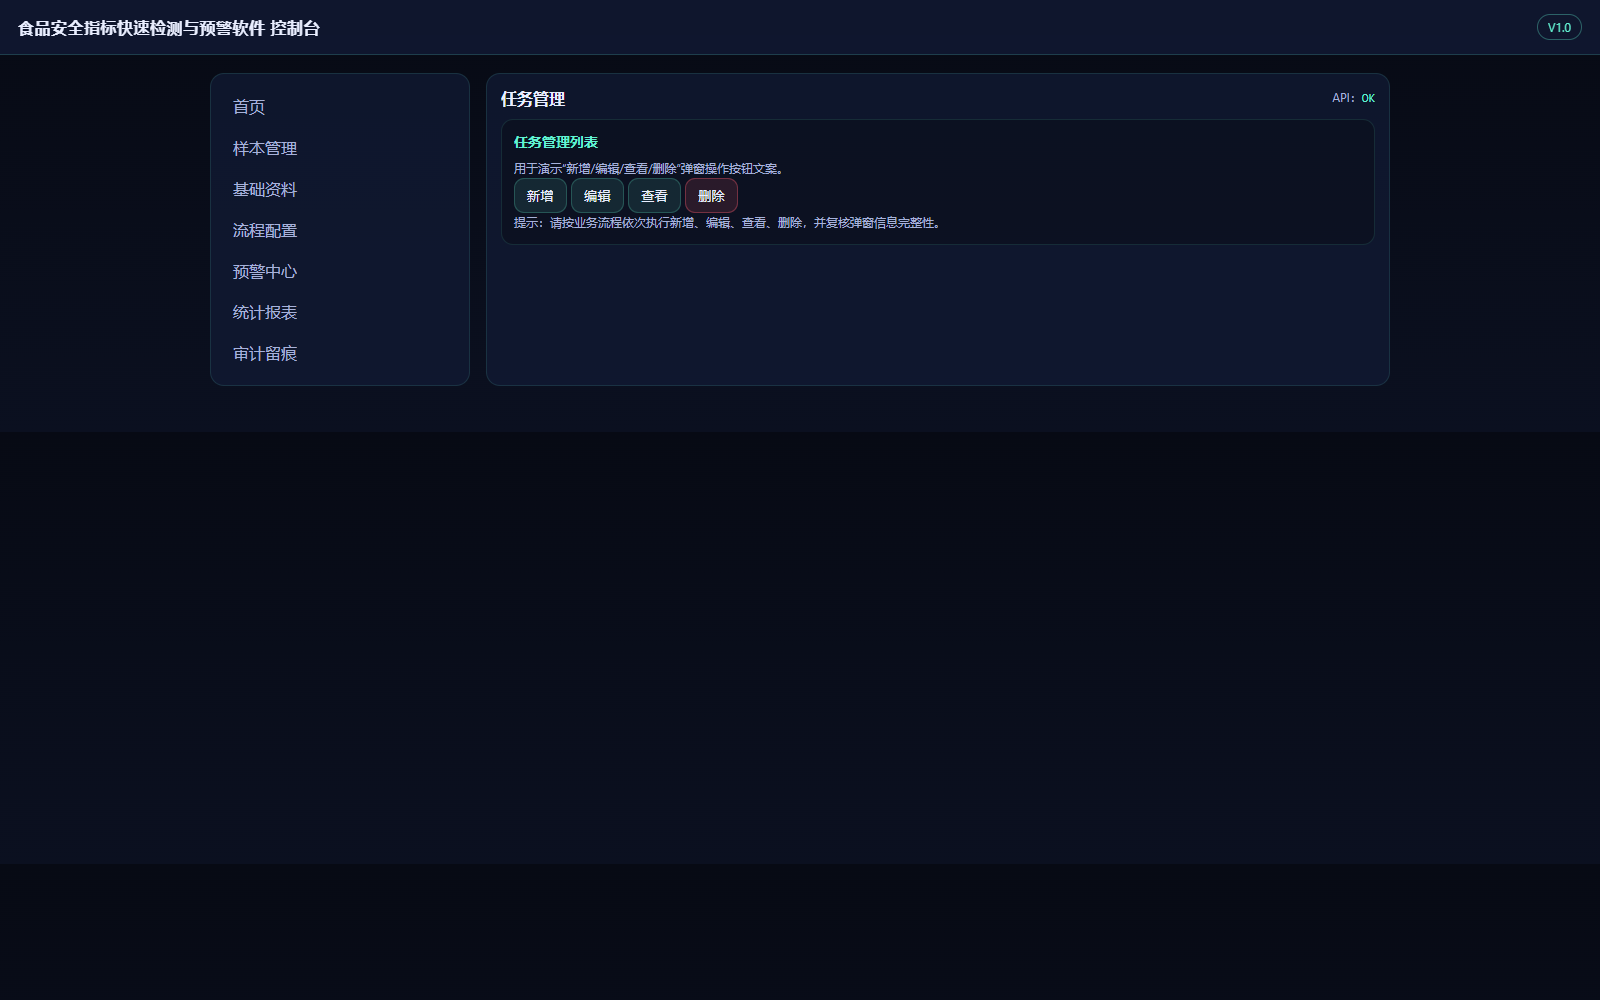 食品安全指标快速检测与预警软件 控制台
V1.0
首页
样本管理
基础资料
流程配置
预警中心
统计报表
审计留痕
任务管理
API: OK
任务管理列表
用于演示“新增/编辑/查看/删除”弹窗操作按钮文案。
新增 编辑 查看 删除
提示：请按业务流程依次执行新增、编辑、查看、删除，并复核弹窗信息完整性。